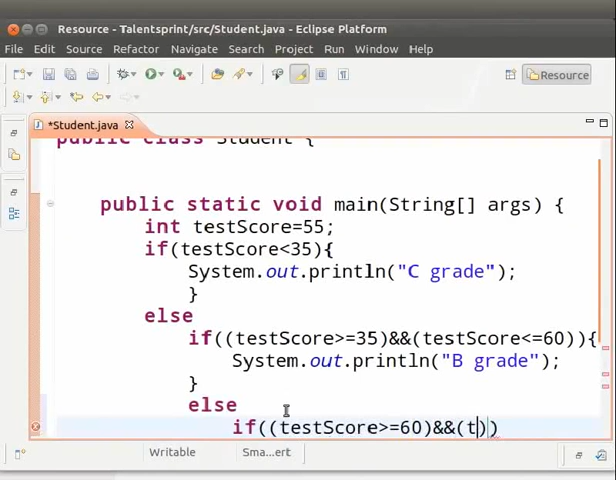 Resource - Talentsprint/src/Student.java - Eclipse Platform
File Edit Source Refactor Navigate Search Project Run Window Help
Resource
*Student.java
public class Student {
public static void main(String[] args) {
int testScore=55;
if(testScore<35){
System.out.println("C grade");
}
else
if((testScore>=35)&&(testScore<=60)){
System.out.println("B grade");
}
else
if((testScore>=60)&&(t))
Writable Sma...ert